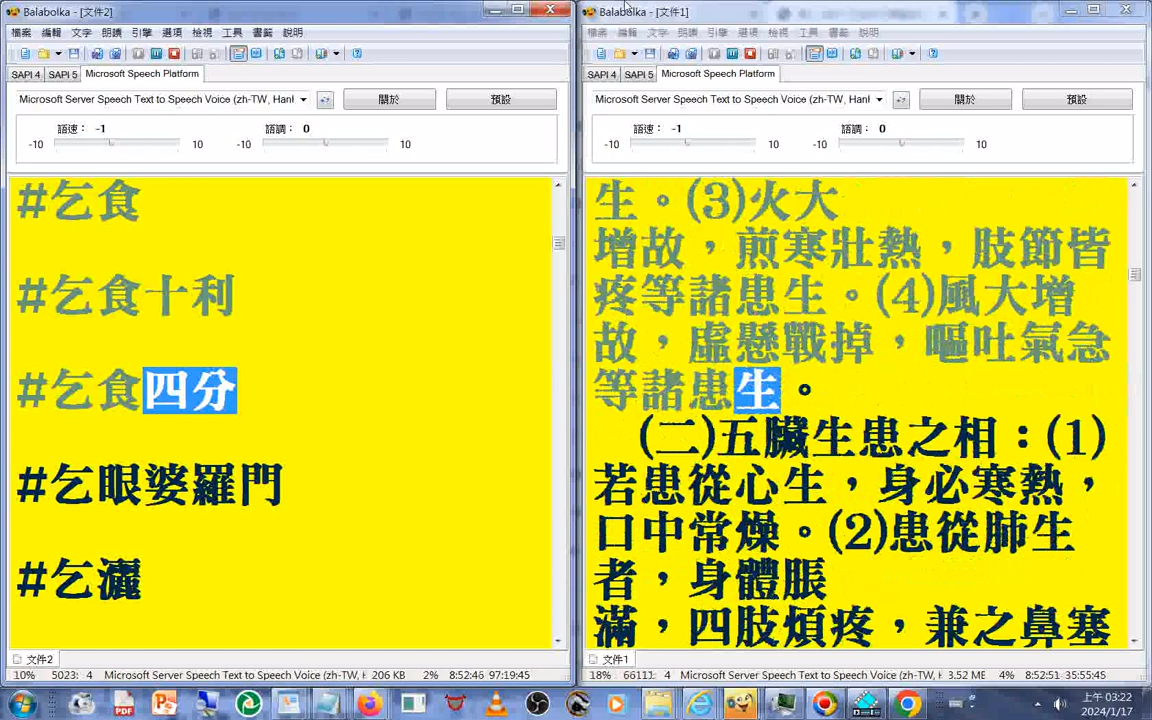 Balabolka - [文件2]
檔案 編輯 文字 朗讀 引擎 選項 檢視 工具 書籤 說明
SAPI 4 SAPI 5 Microsoft Speech Platform
Microsoft Server Speech Text to Speech Voice (zh-TW, Hanl
關於 預設
語速： -1 語調： 0
-10 10 -10 10
#乞食
#乞食十利
#乞食四分
#乞眼婆羅門
#乞灑
文件2
10% 5023: 4 Microsoft Server Speech Text to Speech Voice (zh-TW, H 206 KB 2% 8:52:46 97:19:45
Balabolka - [文件1]
檔案 編輯 文字 朗讀 引擎 選項 檢視 工具 書籤 說明
SAPI 4 SAPI 5 Microsoft Speech Platform
Microsoft Server Speech Text to Speech Voice (zh-TW, Hanl
關於 預設
語速： -1 語調： 0
-10 10 -10 10
生。(3)火大
增故，煎寒壯熱，肢節皆
疼等諸患生。(4)風大增
故，虛懸戰掉，嘔吐氣急
等諸患生。
(二)五臟生患之相：(1)
若患從心生，身必寒熱，
口中常燥。(2)患從肺生
者，身體脹
滿，四肢煩疼，兼之鼻塞
文件1
18% 66111: 4 Microsoft Server Speech Text to Speech Voice (zh-TW, H 3.52 MB 4% 8:52:51 35:55:45
上午 03:22
2024/1/17